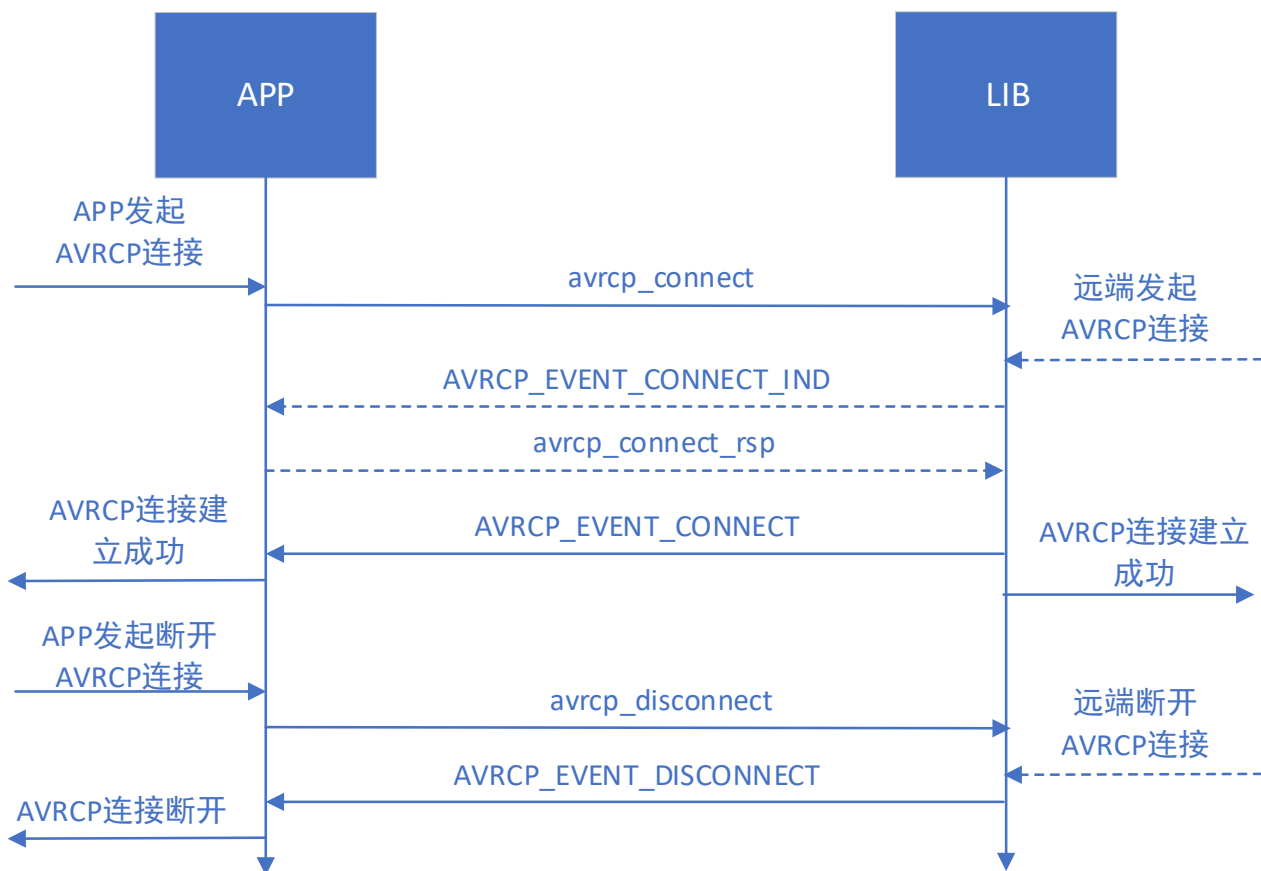 APP
LIB
APP发起
AVRCP连接
avrcp_connect
远端发起
AVRCP连接
AVRCP_EVENT_CONNECT_IND
avrcp_connect_rsp
AVRCP连接建
立成功
AVRCP_EVENT_CONNECT
AVRCP连接建立
成功
APP发起断开
AVRCP连接
avrcp_disconnect
远端断开
AVRCP连接
AVRCP_EVENT_DISCONNECT
AVRCP连接断开